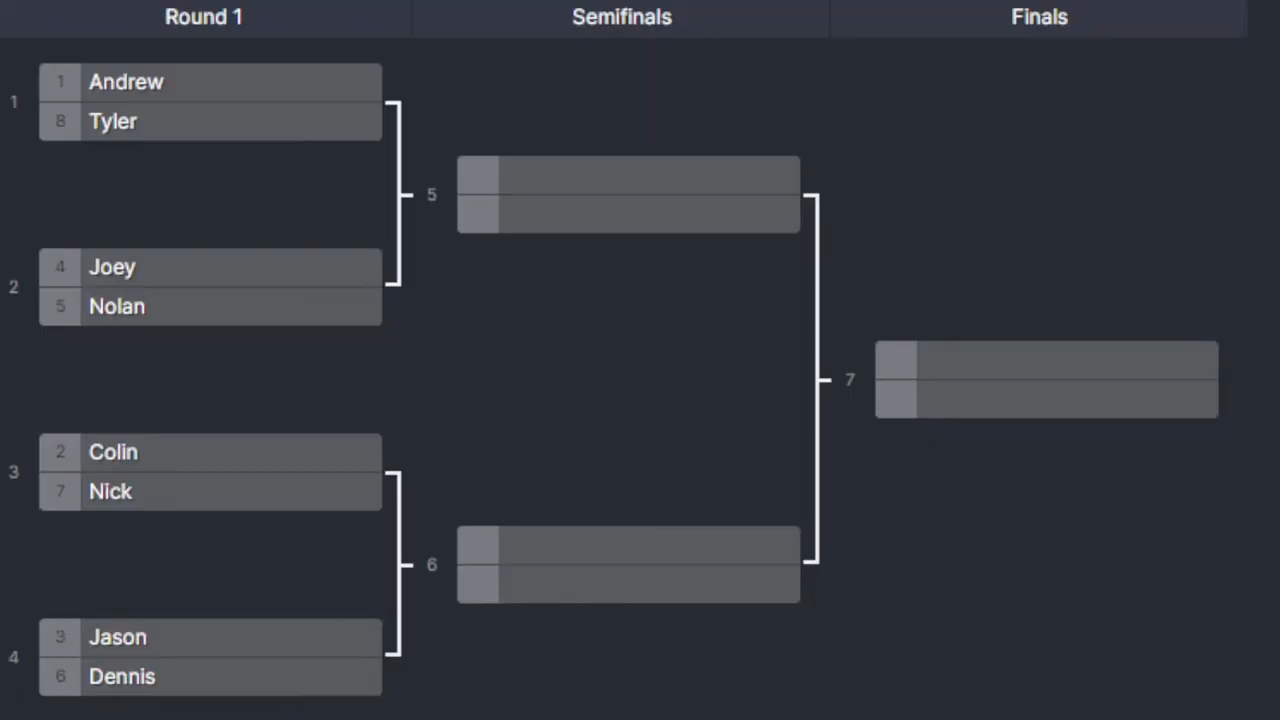 Round 1 Semifinals Finals
1 1 Andrew
8 Tyler
5
2 4 Joey
5 Nolan
7
3 2 Colin
7 Nick
6
4 3 Jason
6 Dennis